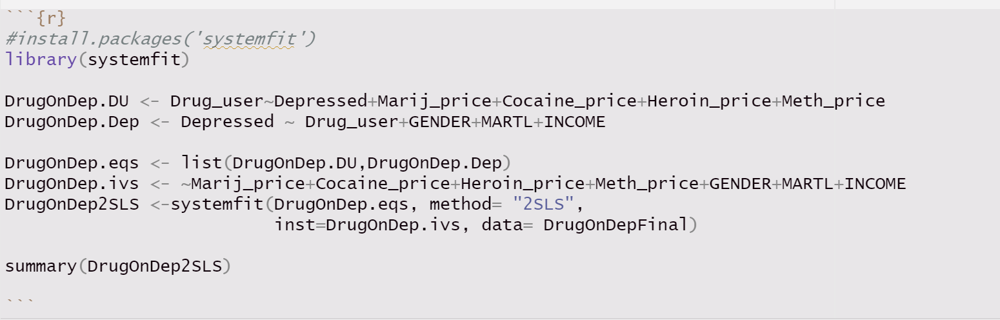 ```{r}
#install.packages('systemfit')
library(systemfit)
DrugOnDep.DU <- Drug_user~Depressed+Marij_price+Cocaine_price+Heroin_price+Meth_price
DrugOnDep.Dep <- Depressed ~ Drug_user+GENDER+MARTL+INCOME
DrugOnDep.eqs <- list(DrugOnDep.DU,DrugOnDep.Dep)
DrugOnDep.ivs <- ~Marij_price+Cocaine_price+Heroin_price+Meth_price+GENDER+MARTL+INCOME
DrugOnDep2SLS <-systemfit(DrugOnDep.eqs, method= "2SLS",
inst=DrugOnDep.ivs, data= DrugOnDepFinal)
summary(DrugOnDep2SLS)
```